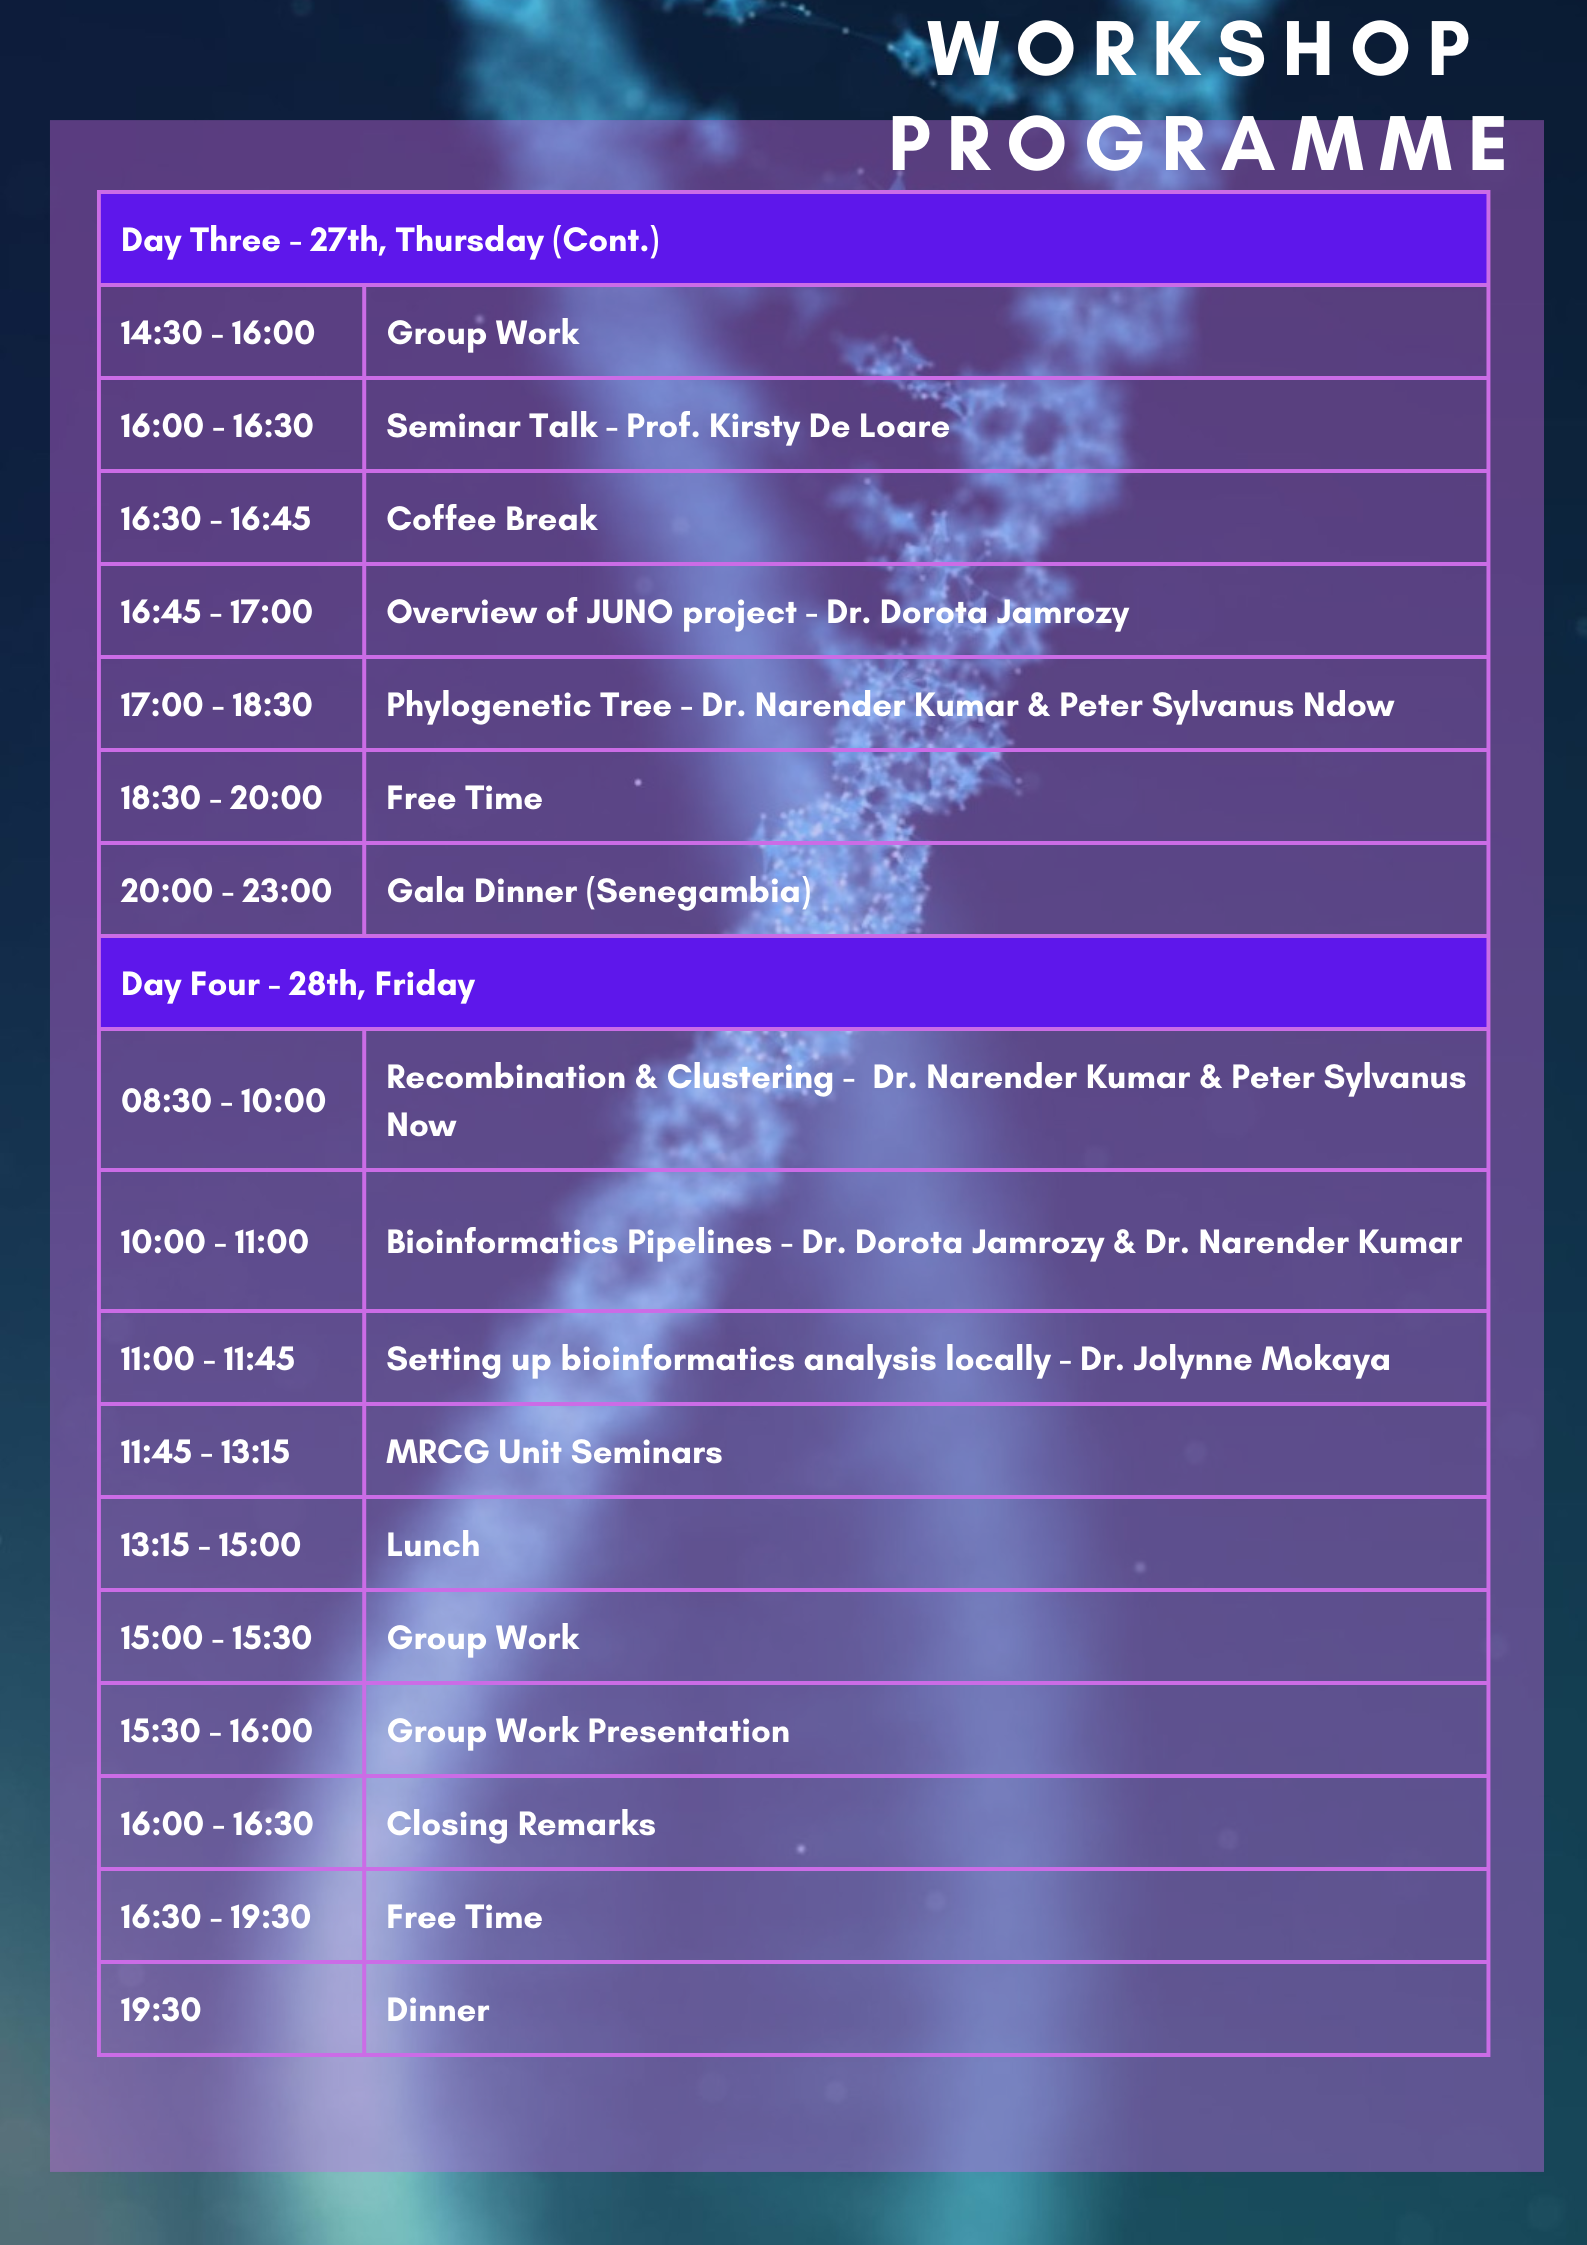 WORKSHOP
PROGRAMME
Day Three - 27th, Thursday (Cont.)
14:30 - 16:00 Group Work
16:00 - 16:30 Seminar Talk - Prof. Kirsty De Loare
16:30 - 16:45 Coffee Break
16:45 - 17:00 Overview of JUNO project - Dr. Dorota Jamrozy
17:00 - 18:30 Phylogenetic Tree - Dr. Narender Kumar & Peter Sylvanus Ndow
18:30 - 20:00 Free Time
20:00 - 23:00 Gala Dinner (Senegambia)
Day Four - 28th, Friday
08:30 - 10:00 Recombination & Clustering - Dr. Narender Kumar & Peter Sylvanus
Now
10:00 - 11:00 Bioinformatics Pipelines - Dr. Dorota Jamrozy & Dr. Narender Kumar
11:00 - 11:45 Setting up bioinformatics analysis locally - Dr. Jolynne Mokaya
11:45 - 13:15 MRCG Unit Seminars
13:15 - 15:00 Lunch
15:00 - 15:30 Group Work
15:30 - 16:00 Group Work Presentation
16:00 - 16:30 Closing Remarks
16:30 - 19:30 Free Time
19:30 Dinner